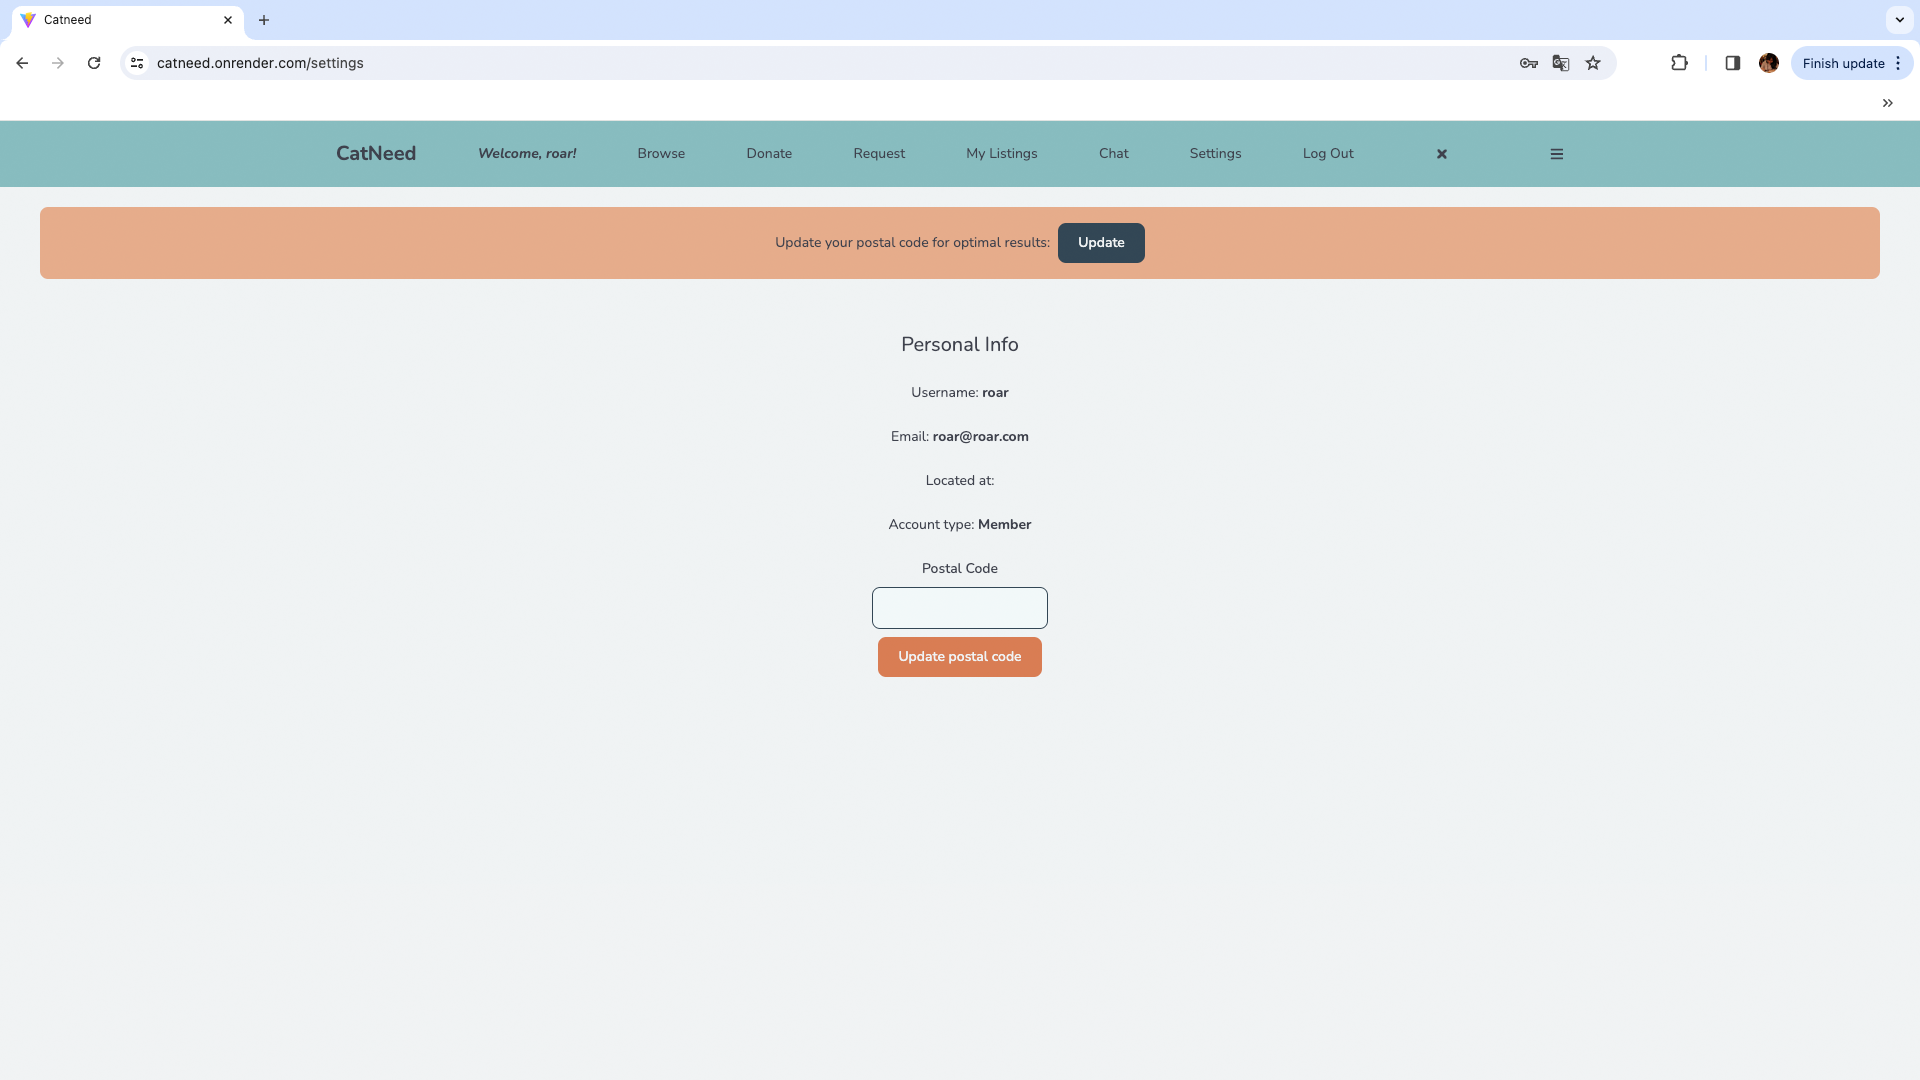 Catneed
catneed.onrender.com/settings
Finish update
CatNeed
Welcome, roar!
Browse
Donate
Request
My Listings
Chat
Settings
Log Out
Update your postal code for optimal results:
Update
Personal Info
Username: roar
Email: roar@roar.com
Located at:
Account type: Member
Postal Code
Update postal code